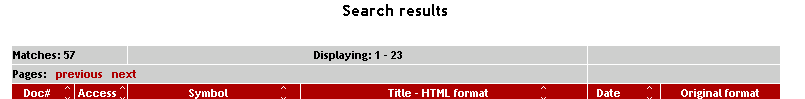 Search results
Matches: 57 Displaying: 1 - 23
Pages: previous next
Doc# Access Symbol Title - HTML format Date Original format